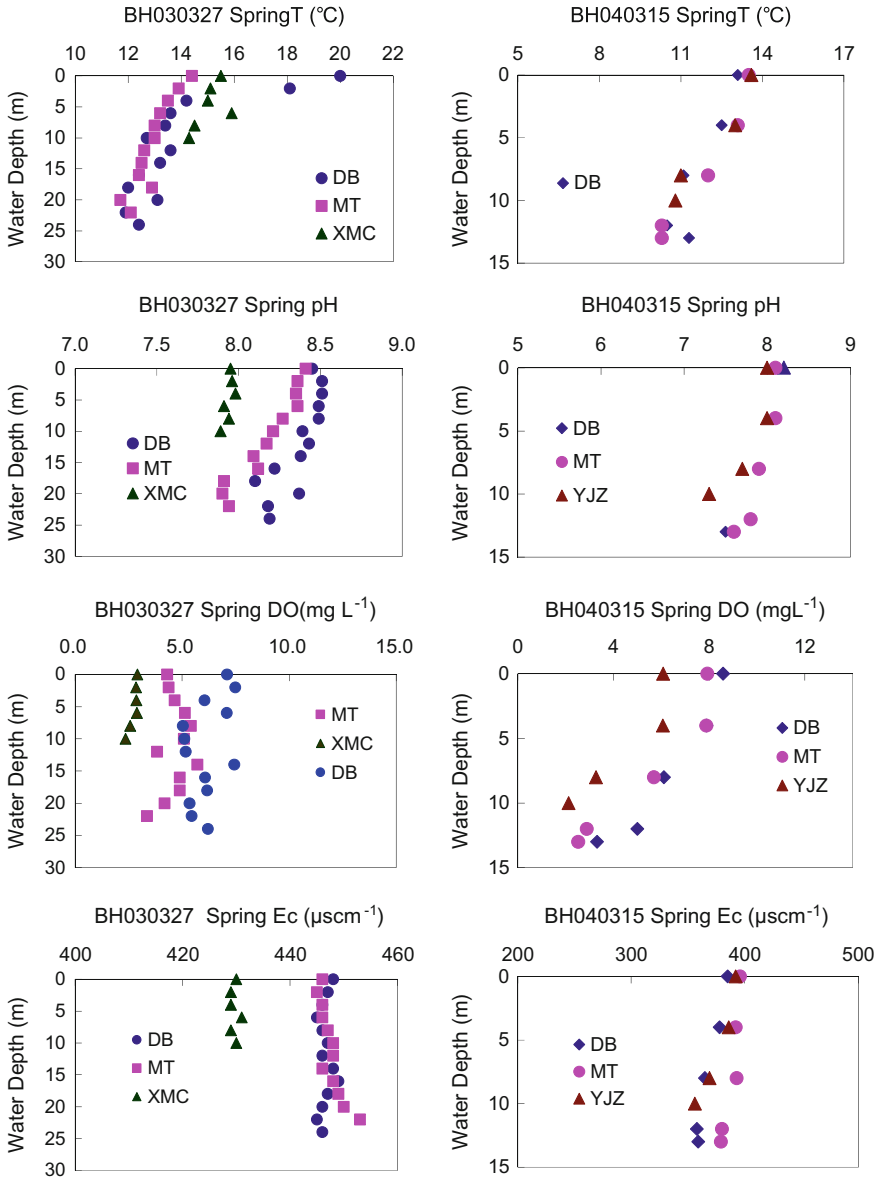 BH030327 SpringT (℃)
10 12 14 16 18 20 22
0
5
10
15
20
25
30
Water Depth (m)
DB
MT
XMC
BH040315 SpringT (℃)
5 8 11 14 17
0
5
10
15
Water Depth (m)
DB
BH030327 Spring pH
7.0 7.5 8.0 8.5 9.0
0
5
10
15
20
25
30
Water Depth (m)
DB
MT
XMC
BH040315 Spring pH
5 6 7 8 9
0
5
10
15
Water Depth (m)
DB
MT
YJZ
BH030327 Spring DO(mg L⁻¹)
0.0 5.0 10.0 15.0
0
5
10
15
20
25
30
Water Depth (m)
MT
XMC
DB
BH040315 Spring DO (mgL⁻¹)
0 4 8 12
0
5
10
15
Water Depth (m)
DB
MT
YJZ
BH030327 Spring Ec (μscm⁻¹)
400 420 440 460
0
5
10
15
20
25
30
Water Depth (m)
DB
MT
XMC
BH040315 Spring Ec (μscm⁻¹)
200 300 400 500
0
5
10
15
Water Depth (m)
DB
MT
YJZ